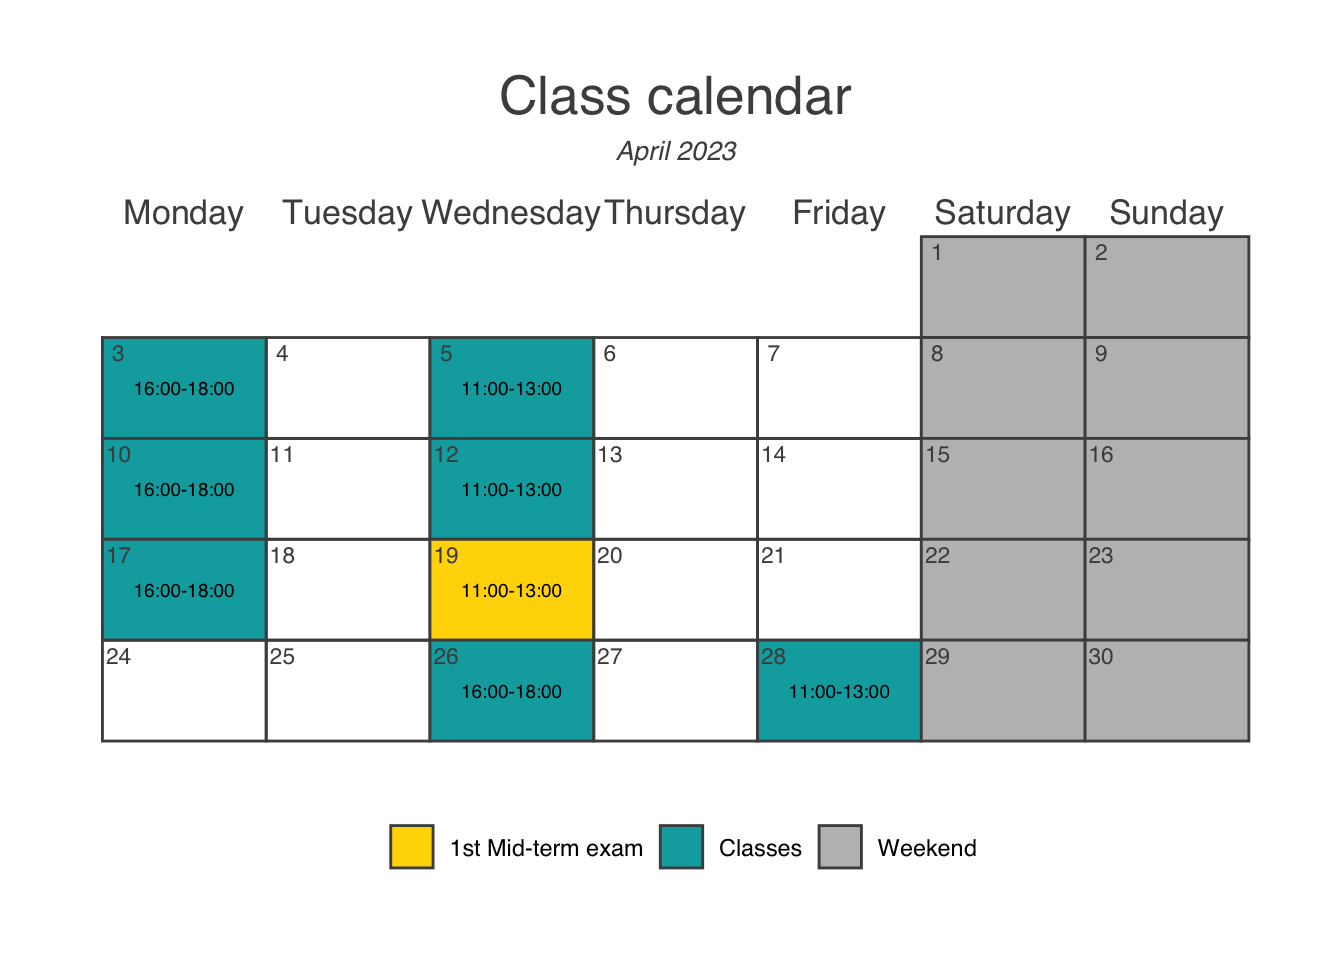 Class calendar
April 2023
Monday Tuesday Wednesday Thursday Friday Saturday Sunday
1 2
3 4 5 6 7 8 9
16:00-18:00 11:00-13:00
10 11 12 13 14 15 16
16:00-18:00 11:00-13:00
17 18 19 20 21 22 23
16:00-18:00 11:00-13:00
24 25 26 27 28 29 30
16:00-18:00 11:00-13:00
1st Mid-term exam Classes Weekend